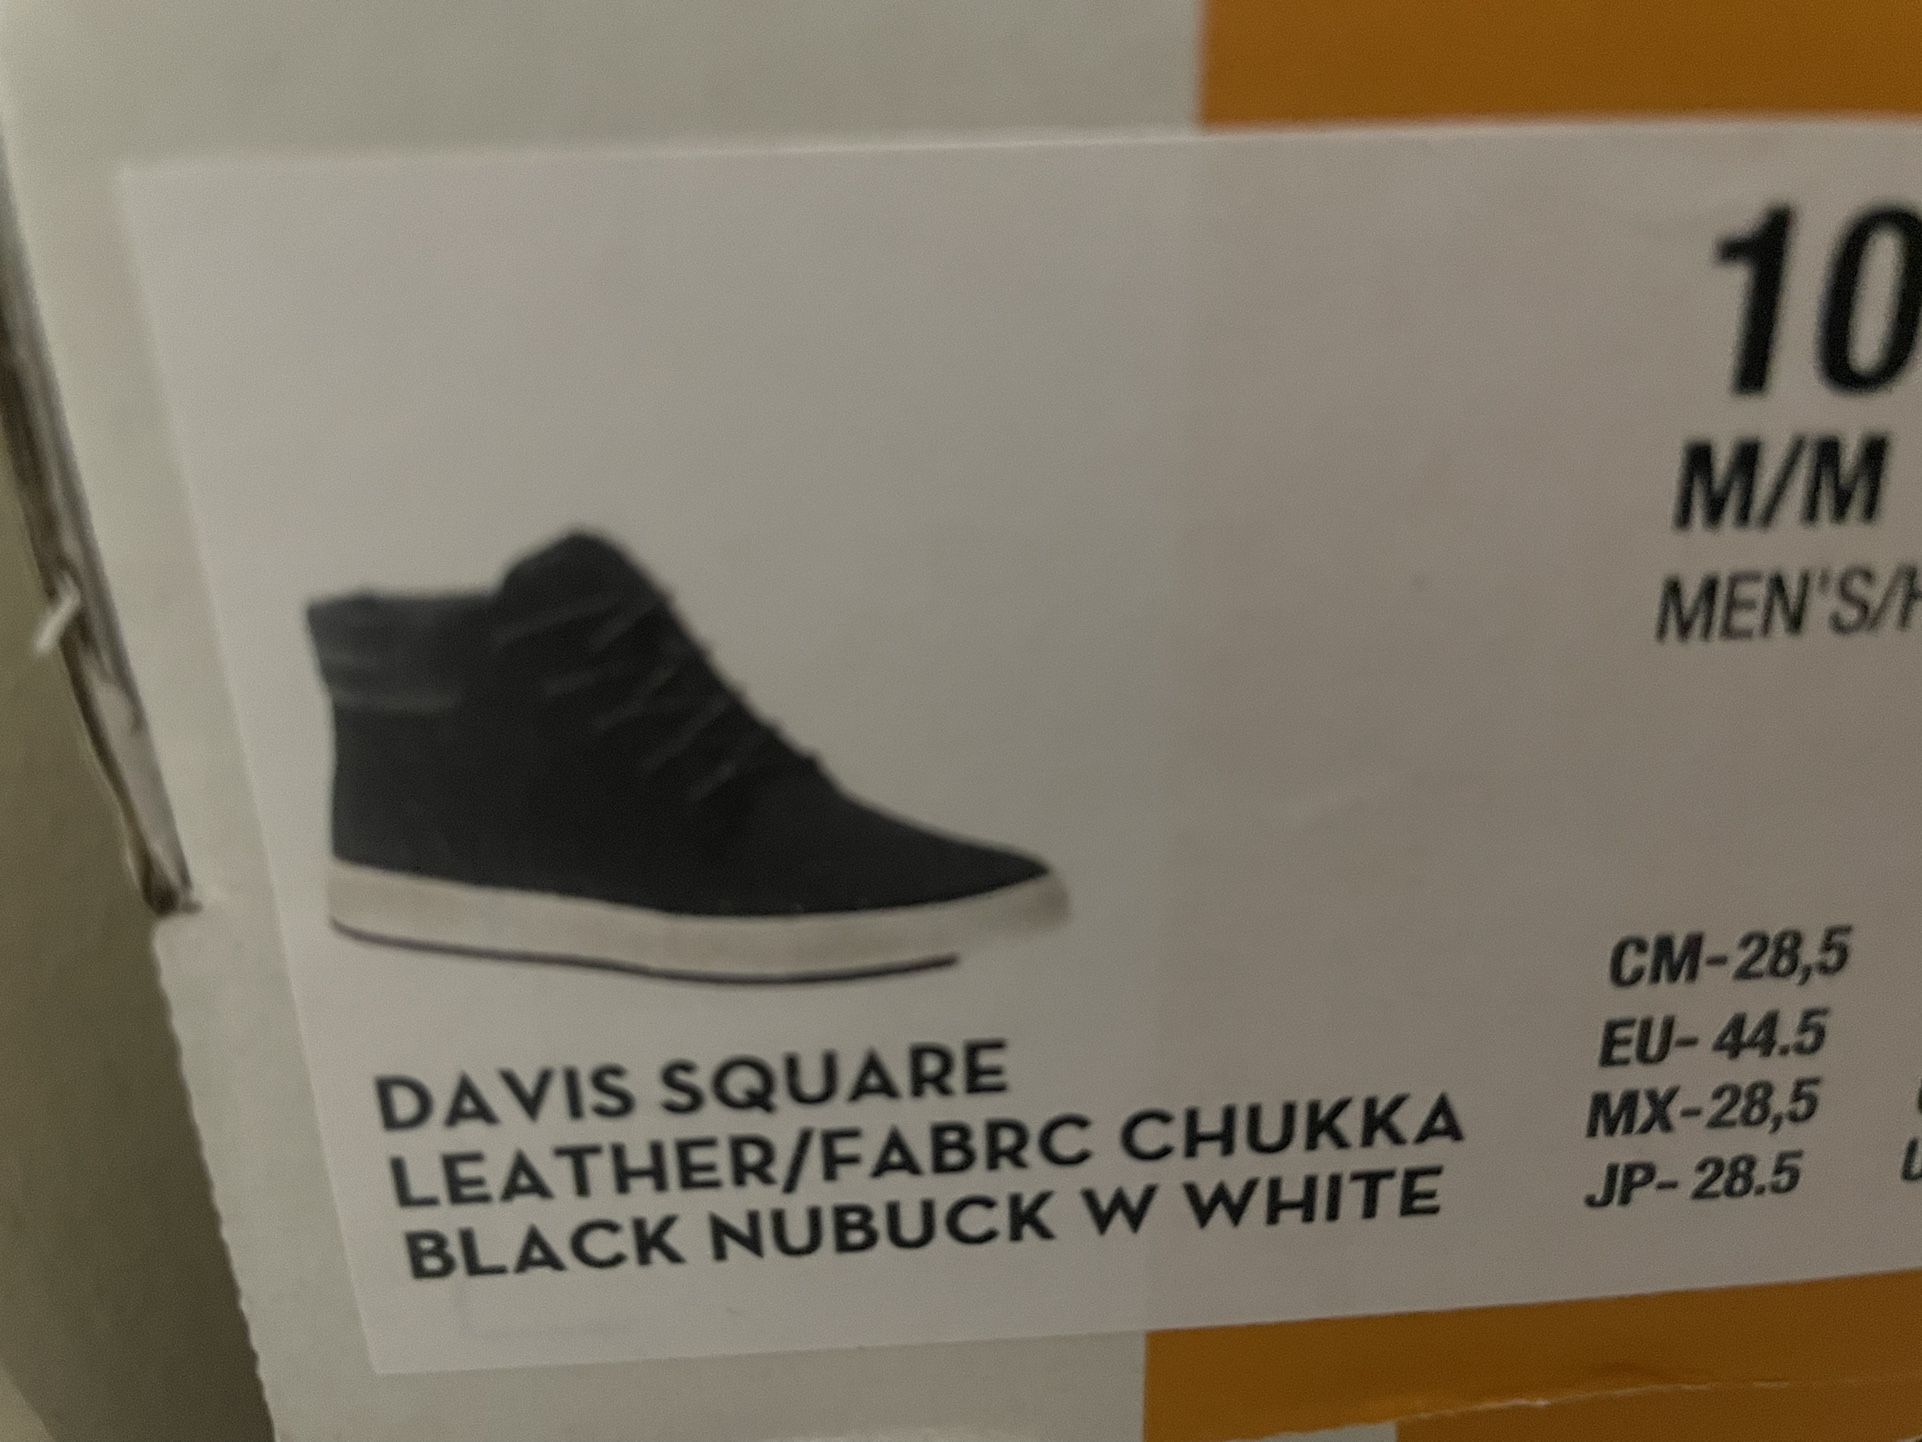 10
M/M
MEN'S/
DAVIS SQUARE
LEATHER/FABRC CHUKKA
BLACK NUBUCK W WHITE
CM-28,5
EU- 44.5
MX-28,5
JP- 28.5